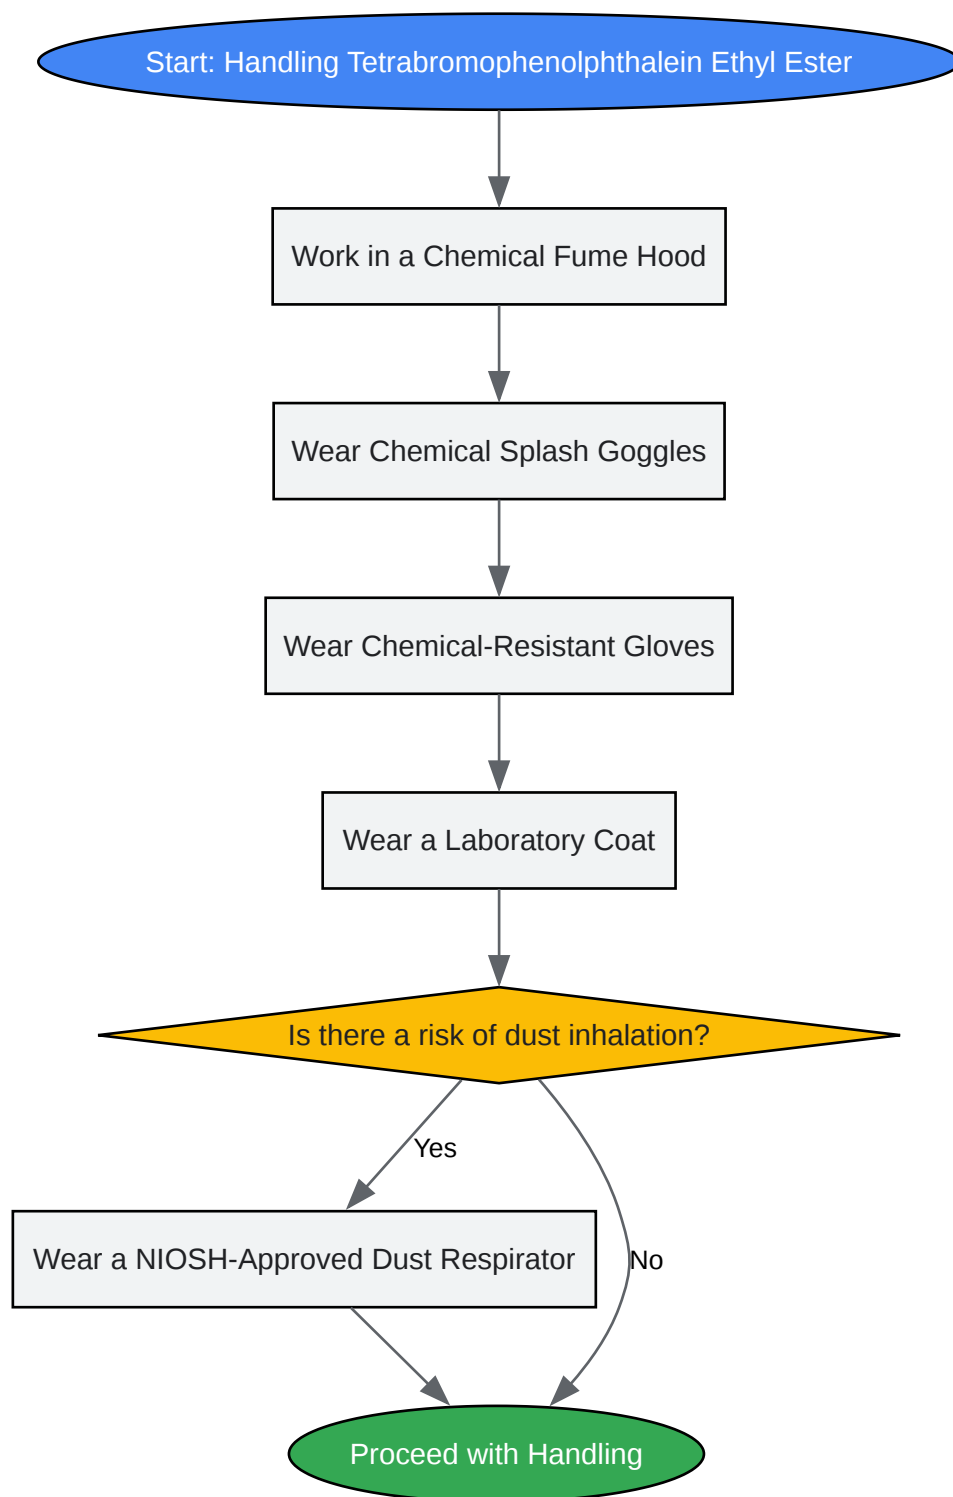 Start: Handling Tetrabromophenolphthalein Ethyl Ester
Work in a Chemical Fume Hood
Wear Chemical Splash Goggles
Wear Chemical-Resistant Gloves
Wear a Laboratory Coat
Is there a risk of dust inhalation?
Yes
Wear a NIOSH-Approved Dust Respirator
No
Proceed with Handling